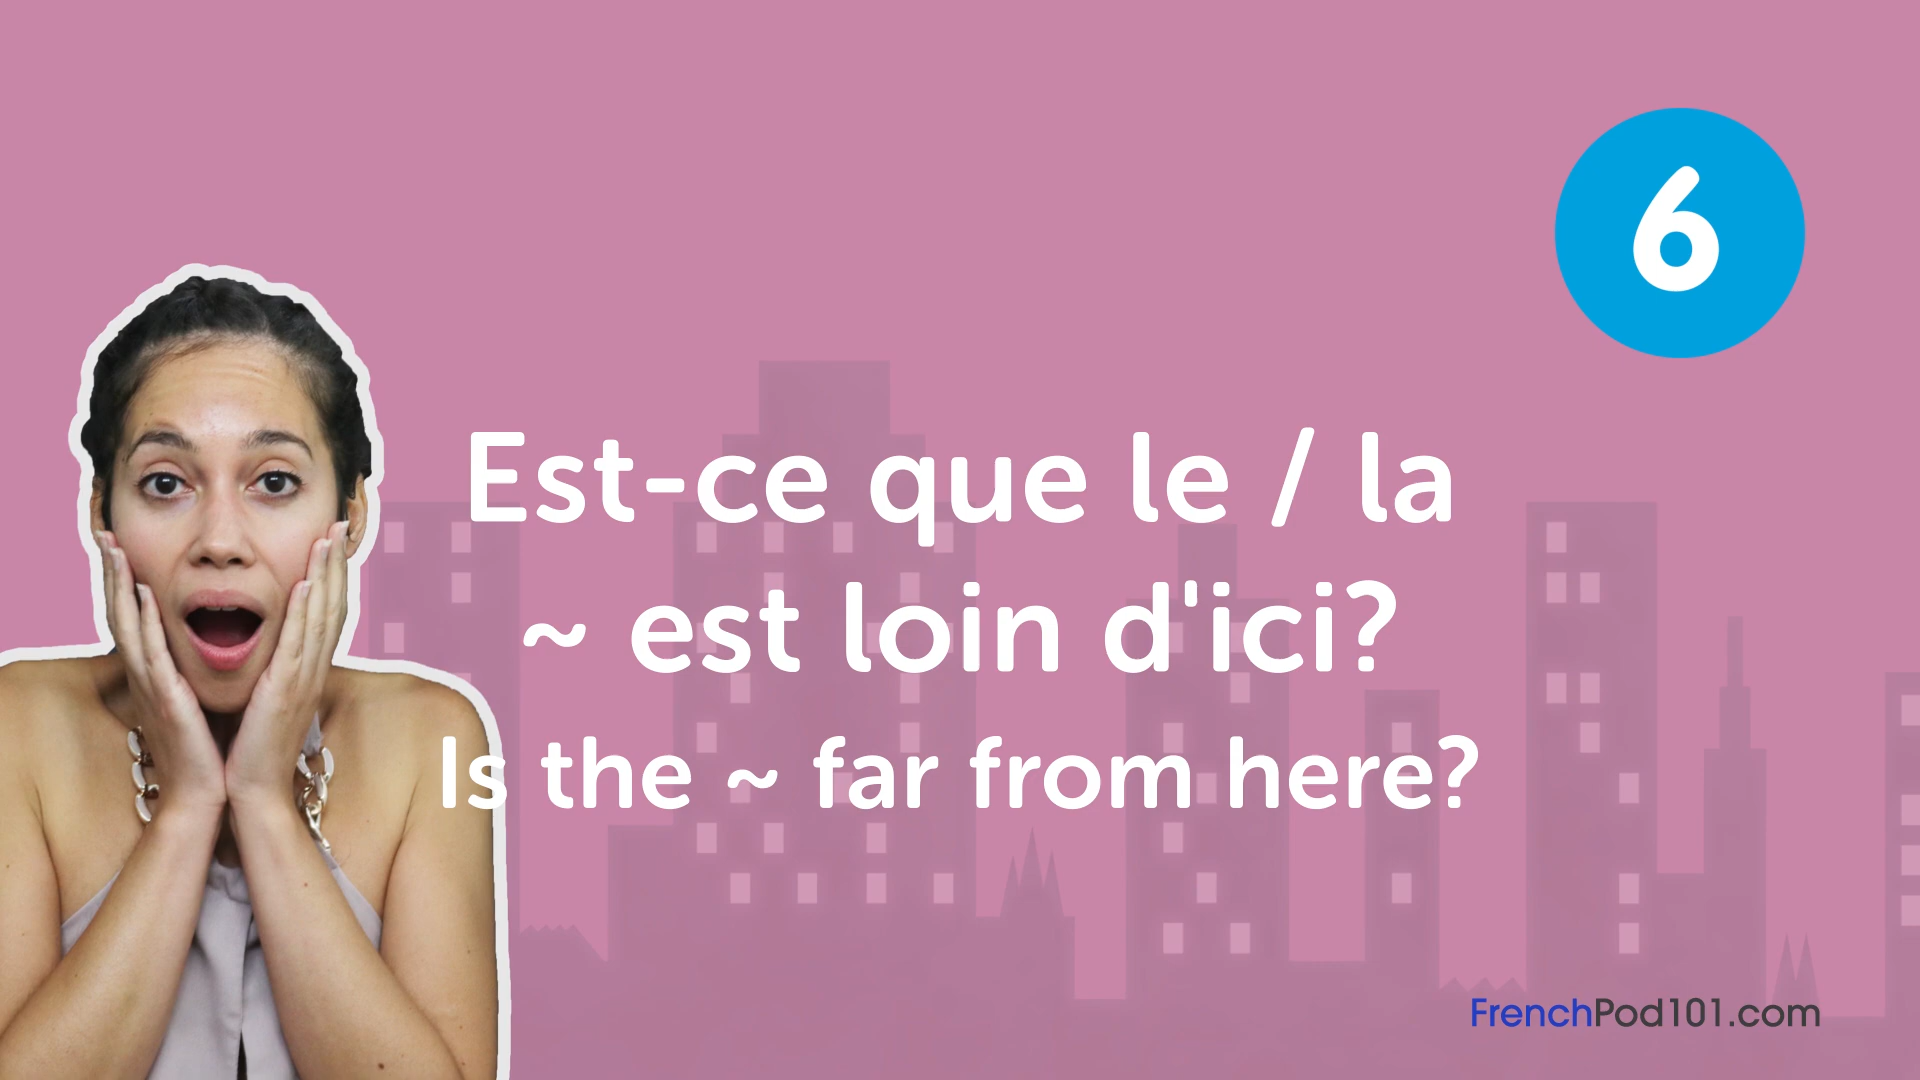 6
Est-ce que le / la
~ est loin d'ici?
Is the ~ far from here?
FrenchPod101.com